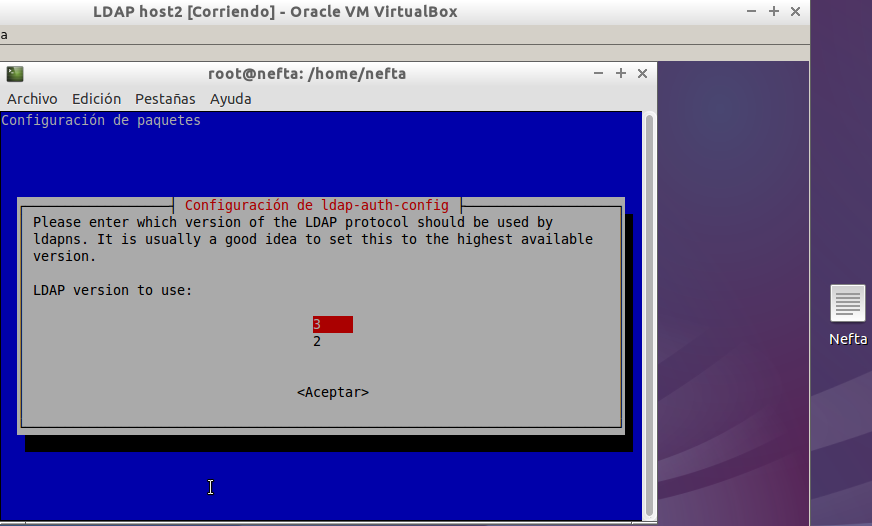 LDAP host2 [Corriendo] - Oracle VM VirtualBox
a
root@nefta: /home/nefta
Archivo Edición Pestañas Ayuda
Configuración de paquetes
Configuración de ldap-auth-config
Please enter which version of the LDAP protocol should be used by
ldapns. It is usually a good idea to set this to the highest available
version.
LDAP version to use:
3
2
<Aceptar>
Nefta